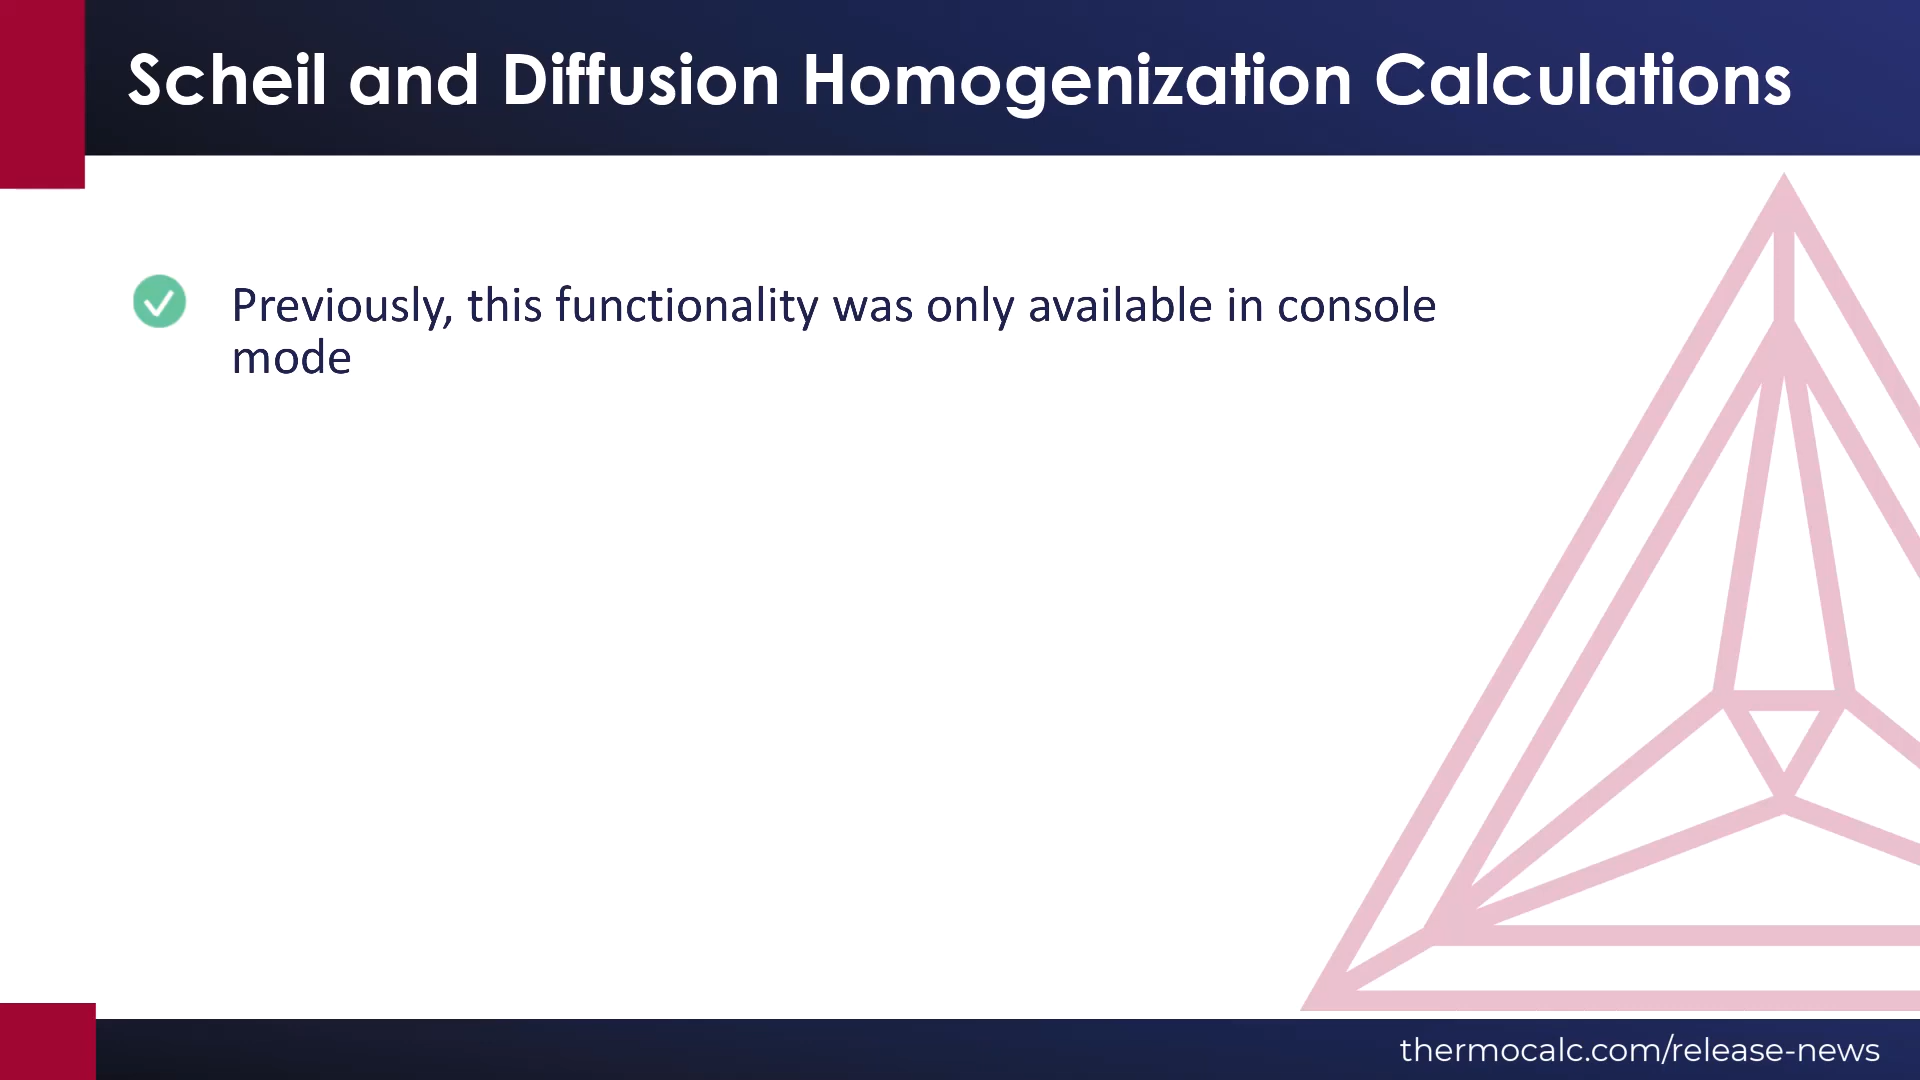 Scheil and Diffusion Homogenization Calculations
Previously, this functionality was only available in console
mode
thermocalc.com/release-news